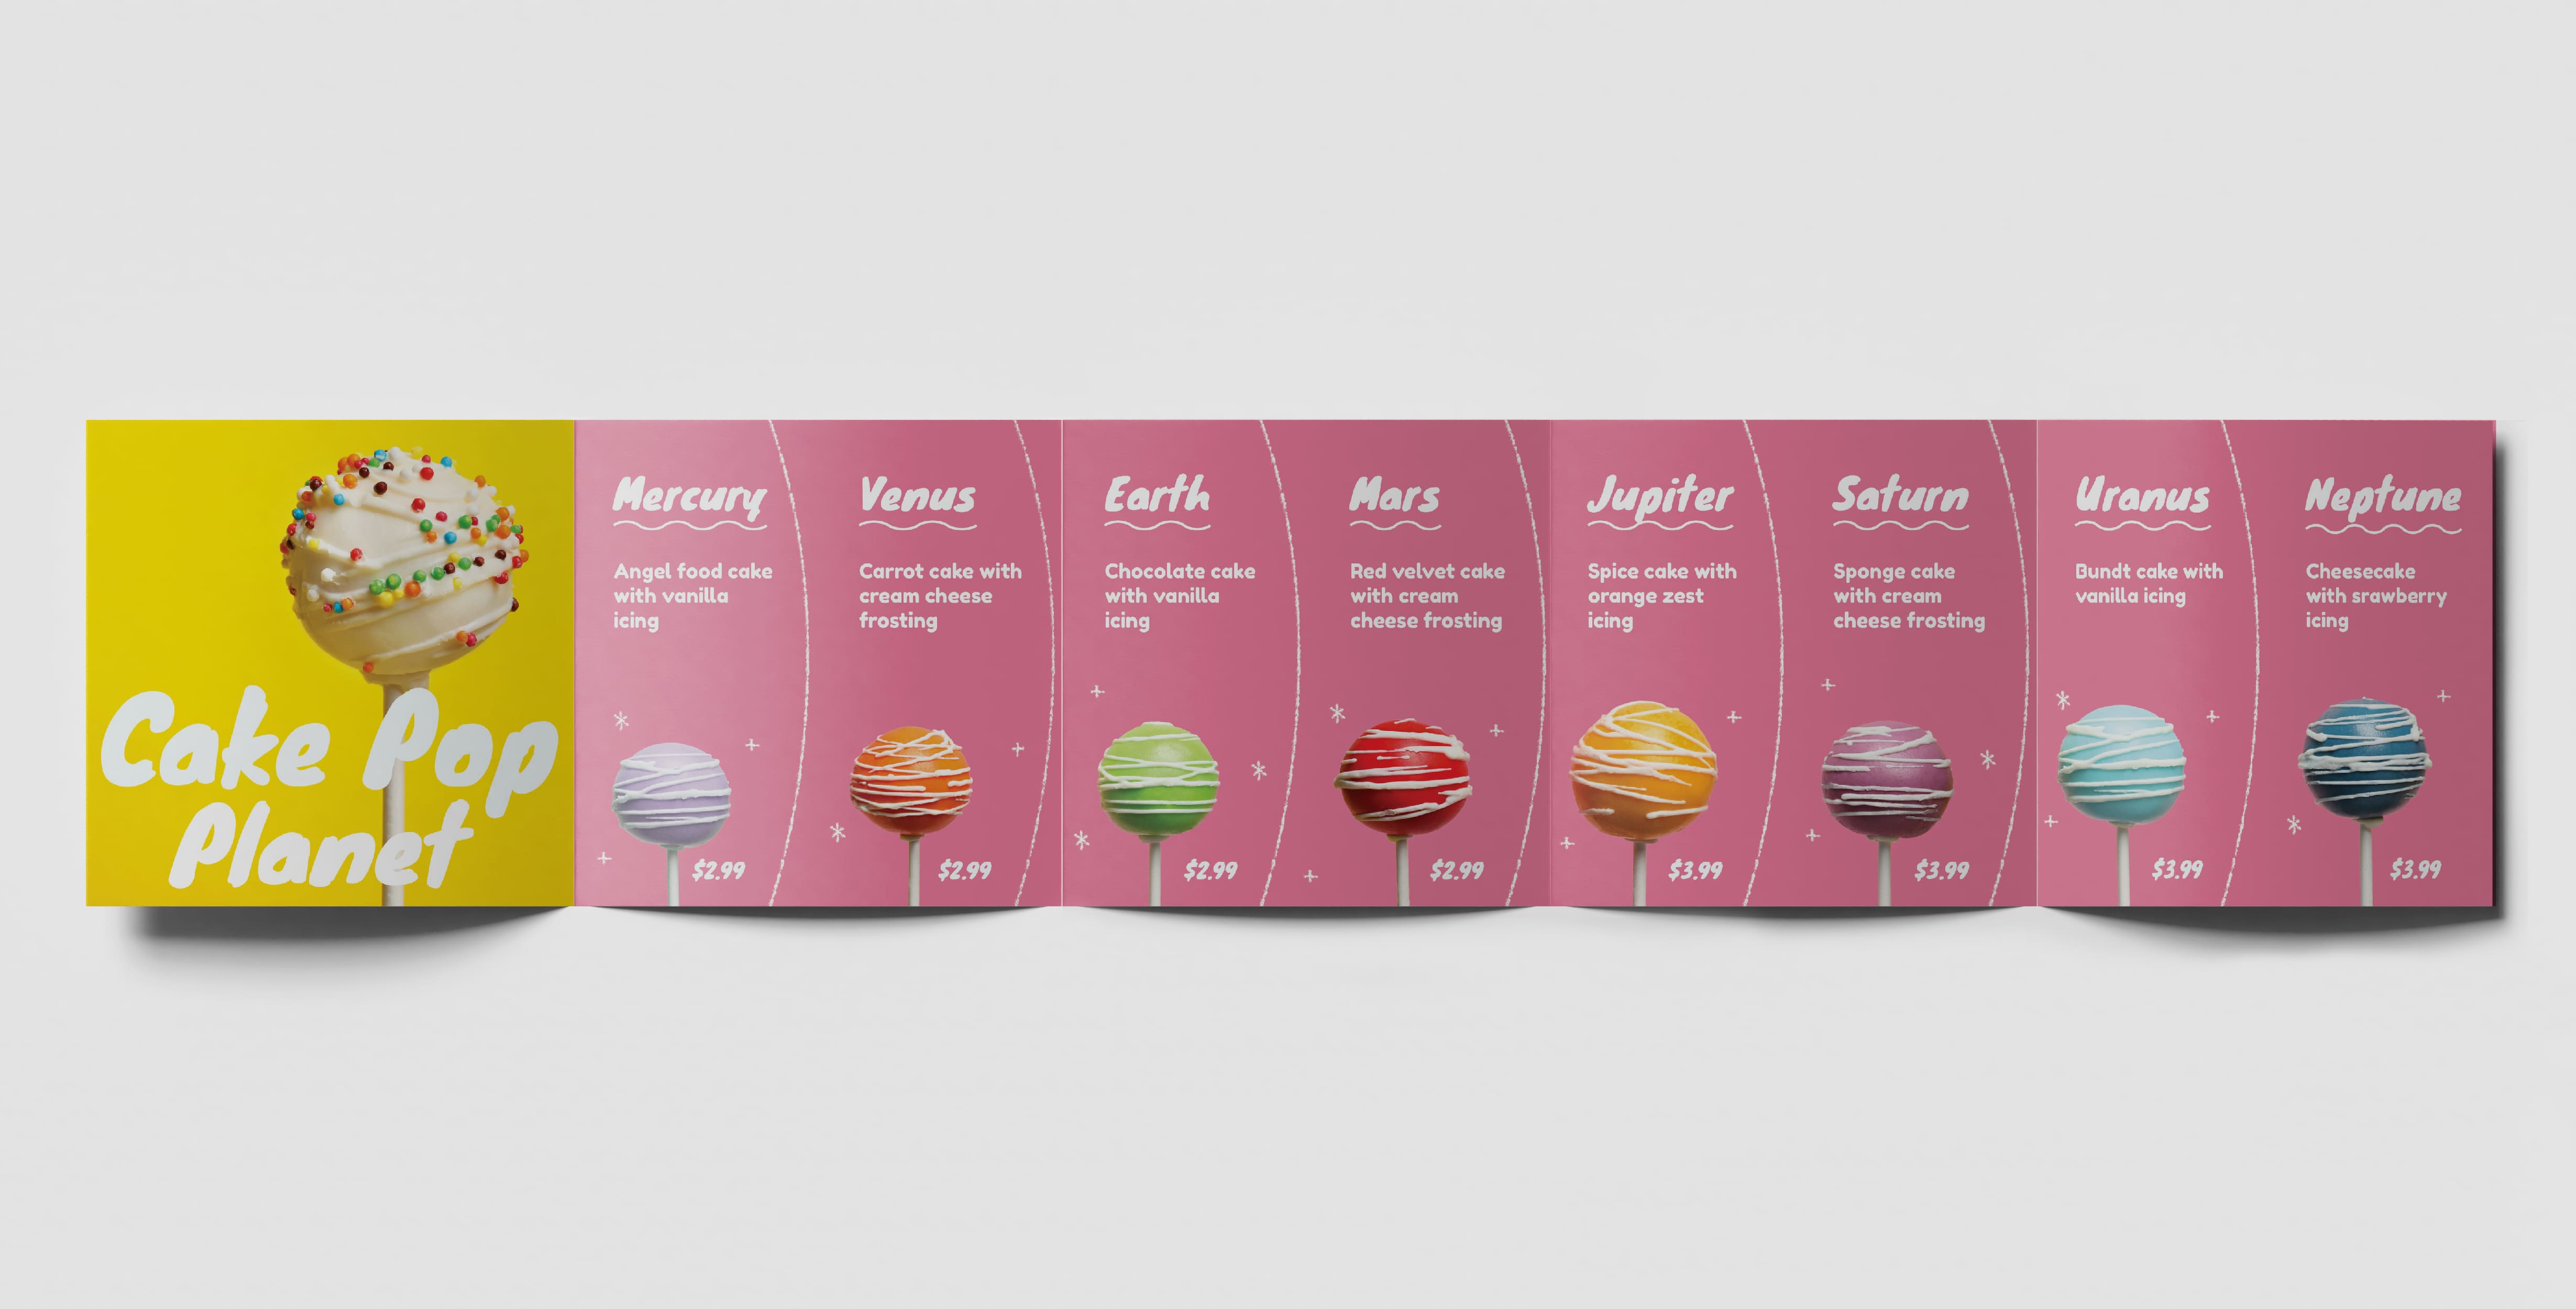 Cake Pop
Planet
Mercury
Angel food cake
with vanilla
icing
$2.99
Venus
Carrot cake with
cream cheese
frosting
$2.99
Earth
Chocolate cake
with vanilla
icing
$2.99
Mars
Red velvet cake
with cream
cheese frosting
$2.99
Jupiter
Spice cake with
orange zest
icing
$3.99
Saturn
Sponge cake
with cream
cheese frosting
$3.99
Uranus
Bundt cake with
vanilla icing
$3.99
Neptune
Cheesecake
with srawberry
icing
$3.99